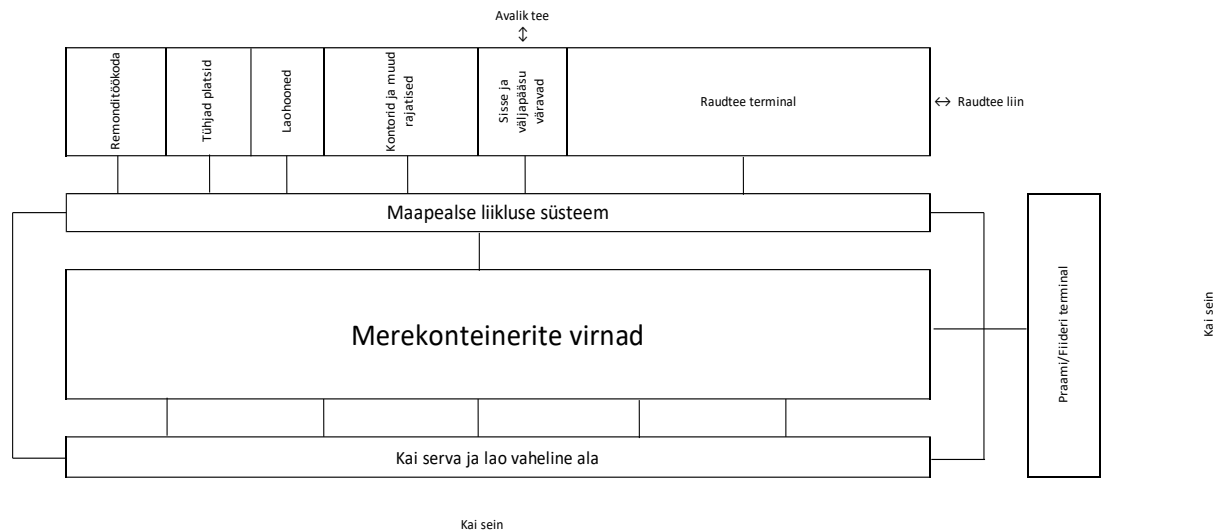 Avalik tee
↕
Remonditöökoda
Tühjad platsid
Laohooned
Kontorid ja muud
rajatised
Sisse ja
väljapääsu
väravad
Raudtee terminal
↔ Raudtee liin
Maapealse liikluse süsteem
Merekonteinerite virnad
Praami/Fiideri terminal
Kai sein
Kai serva ja lao vaheline ala
Kai sein